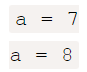 a = 7
a = 8